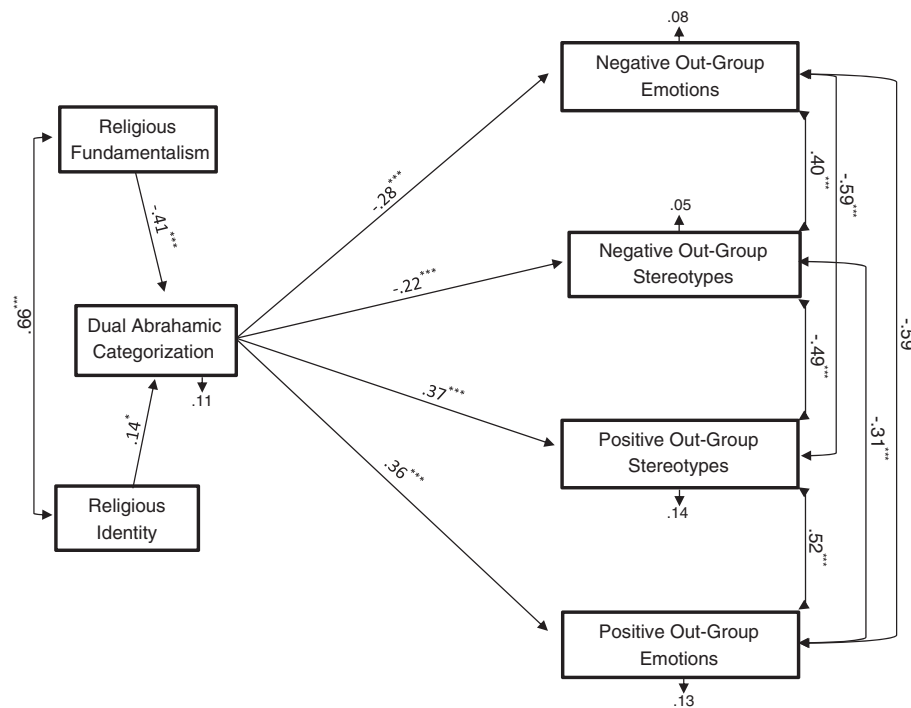 .08
Negative Out-Group
Emotions
Religious
Fundamentalism
-.41***
-.28***
.40***
-.59***
.05
Negative Out-Group
Stereotypes
-.22***
.66***
Dual Abrahamic
Categorization
.11
-.49***
-.59
.37***
-.31***
.14*
Positive Out-Group
Stereotypes
.14
.36***
Religious
Identity
.52***
Positive Out-Group
Emotions
.13